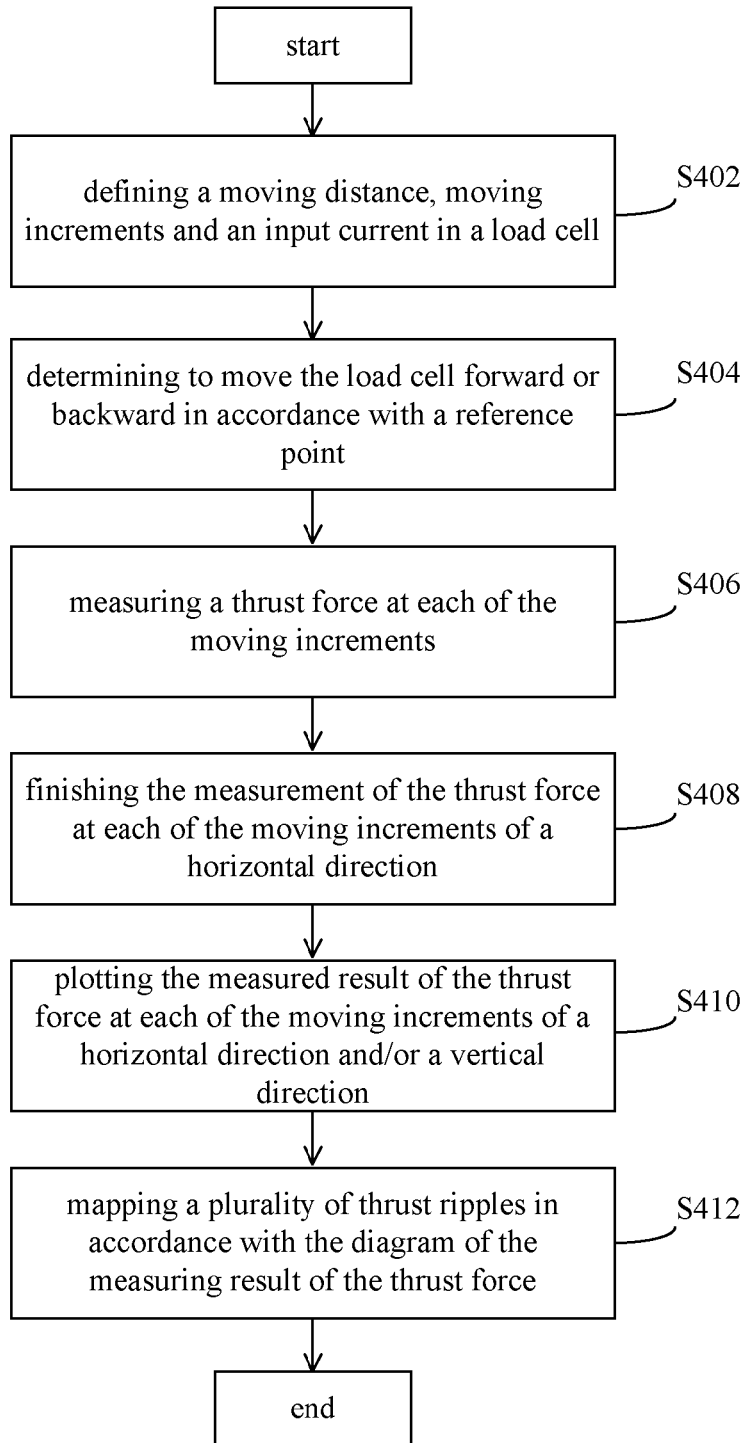 start
defining a moving distance, moving
increments and an input current in a load cell
S402
determining to move the load cell forward or
backward in accordance with a reference
point
S404
measuring a thrust force at each of the
moving increments
S406
finishing the measurement of the thrust force
at each of the moving increments of a
horizontal direction
S408
plotting the measured result of the thrust
force at each of the moving increments of a
horizontal direction and/or a vertical
direction
S410
mapping a plurality of thrust ripples in
accordance with the diagram of the
measuring result of the thrust force
S412
end